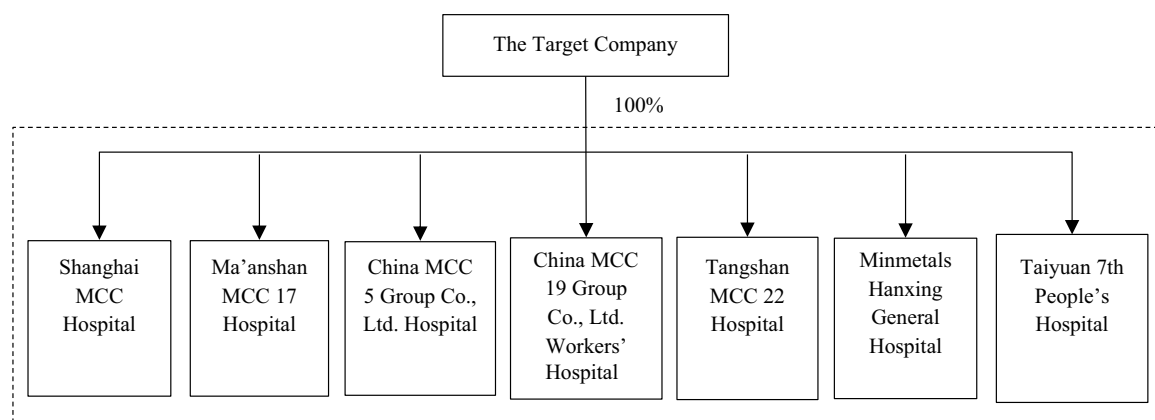 The Target Company
100%
Shanghai
MCC
Hospital
Ma’anshan
MCC 17
Hospital
China MCC
5 Group Co.,
Ltd. Hospital
China MCC
19 Group
Co., Ltd.
Workers’
Hospital
Tangshan
MCC 22
Hospital
Minmetals
Hanxing
General
Hospital
Taiyuan 7th
People’s
Hospital